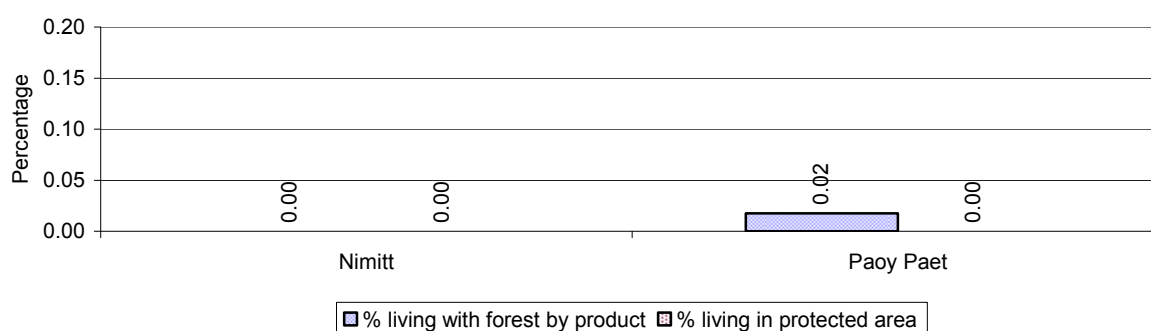 0.20
0.15
0.10
0.05
0.00
Percentage
0.00
0.00
0.02
0.00
Nimitt
Paoy Paet
% living with forest by product
% living in protected area